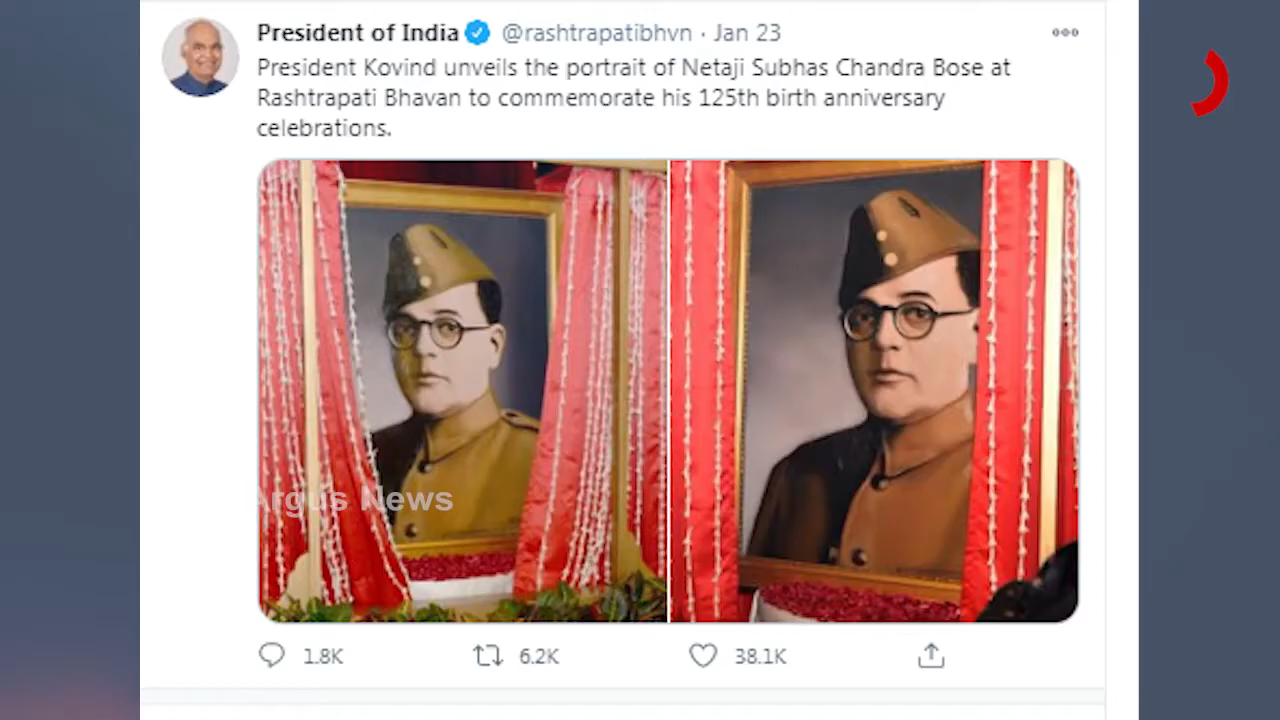 President of India @rashtrapatibhvn · Jan 23
President Kovind unveils the portrait of Netaji Subhas Chandra Bose at
Rashtrapati Bhavan to commemorate his 125th birth anniversary
celebrations.
Argus News
1.8K 6.2K 38.1K